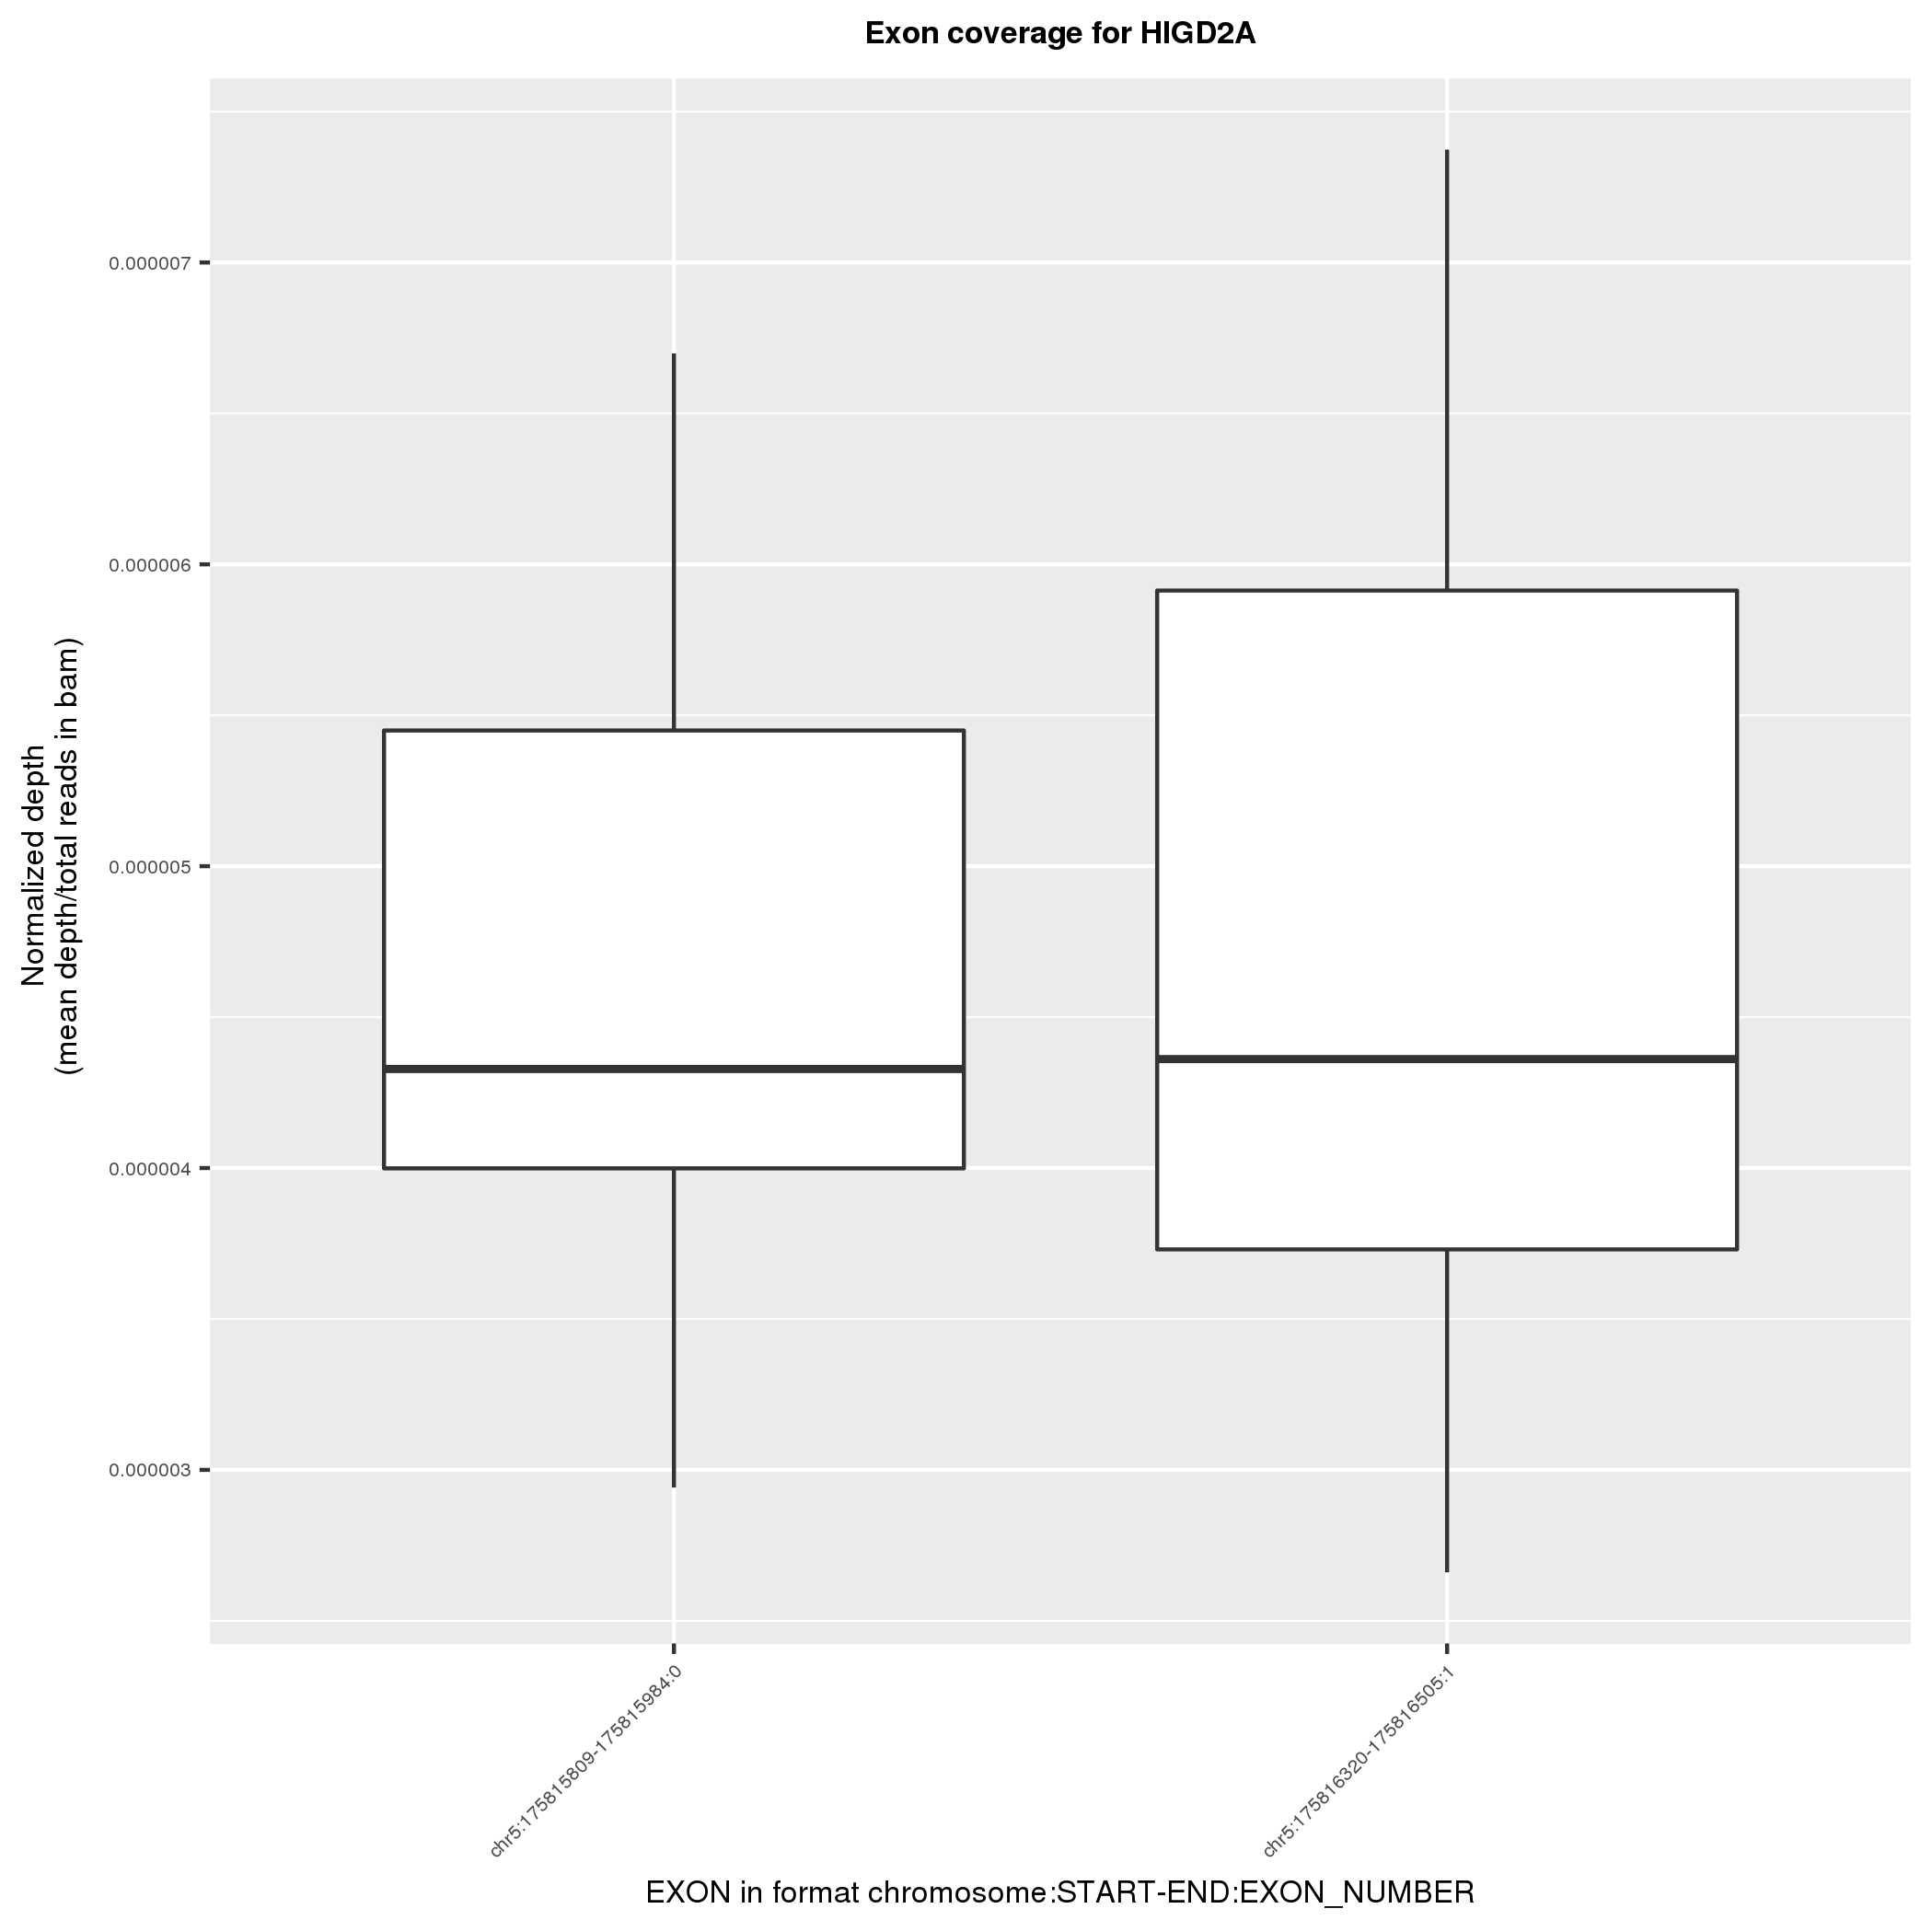 Exon coverage for HIGD2A
Normalized depth
(mean depth/total reads in bam)
0.000007
0.000006
0.000005
0.000004
0.000003
chr5:175815809-175815984:0
chr5:175816320-175816505:1
EXON in format chromosome:START-END:EXON_NUMBER